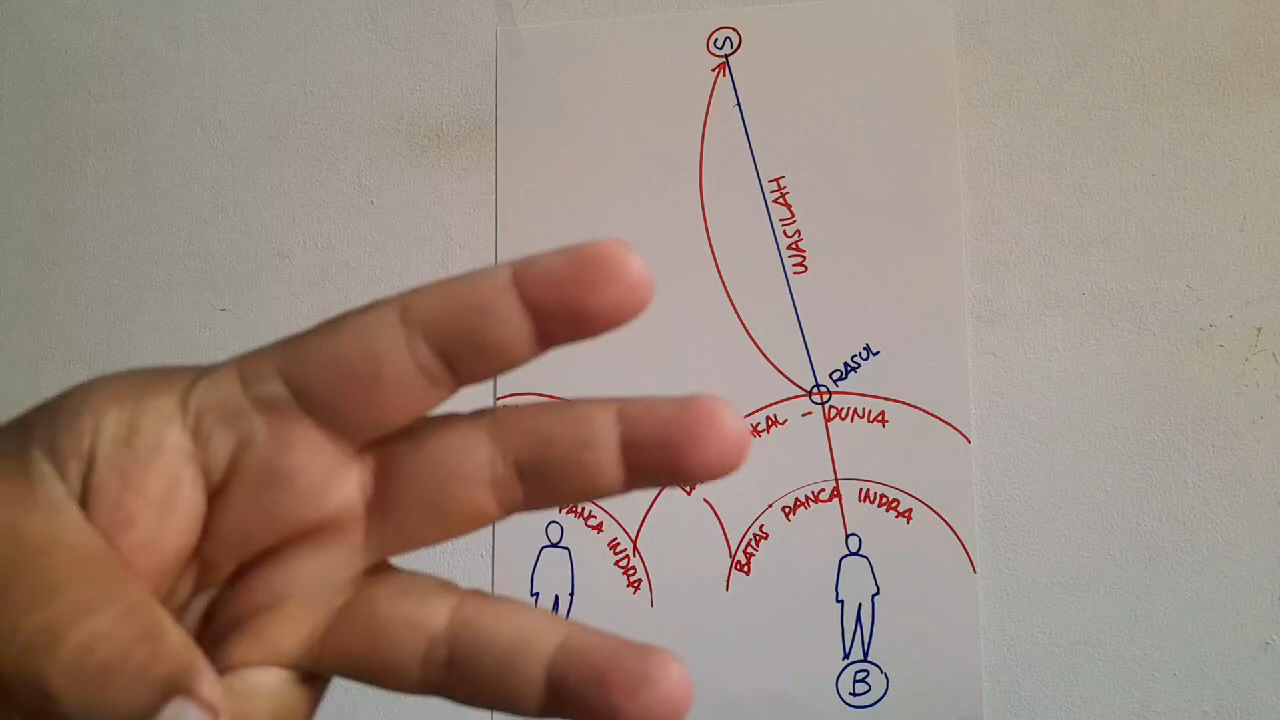 S
WASILAH
RASUL
- DUNIA
BATAS PANCA INDRA
PANCA INDRA
B